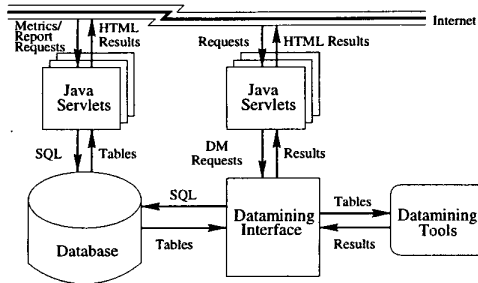 Internet
Metrics/
Report
Requests
HTML
Results
Requests
HTML Results
Java
Servlets
Java
Servlets
SQL
Tables
DM
Requests
Results
Database
SQL
Tables
Datamining
Interface
Tables
Results
Datamining
Tools